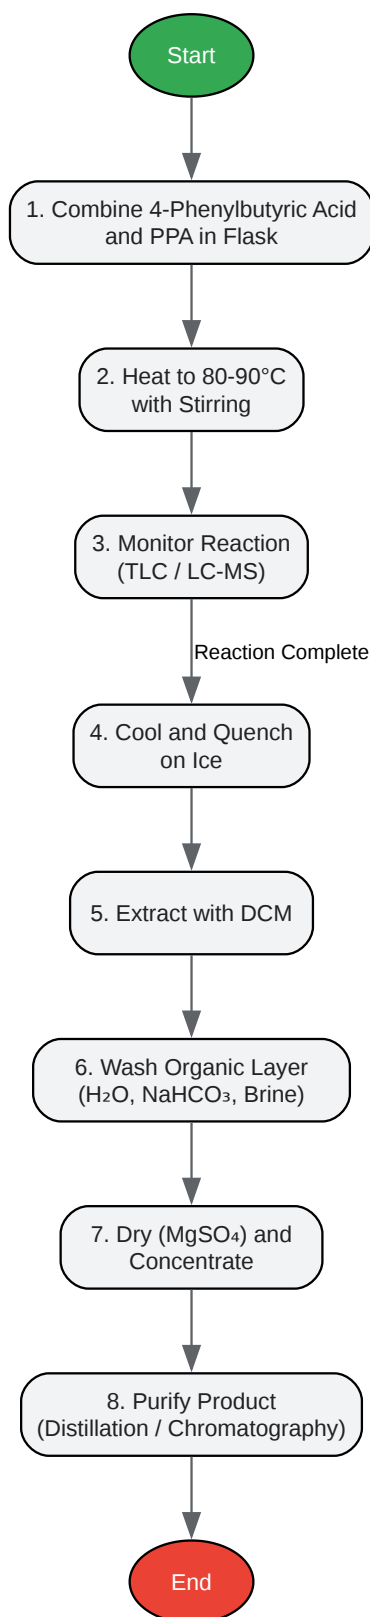 Start
1. Combine 4-Phenylbutyric Acid
and PPA in Flask
2. Heat to 80-90°C
with Stirring
3. Monitor Reaction
(TLC / LC-MS)
Reaction Complete
4. Cool and Quench
on Ice
5. Extract with DCM
6. Wash Organic Layer
(H₂O, NaHCO₃, Brine)
7. Dry (MgSO₄) and
Concentrate
8. Purify Product
(Distillation / Chromatography)
End